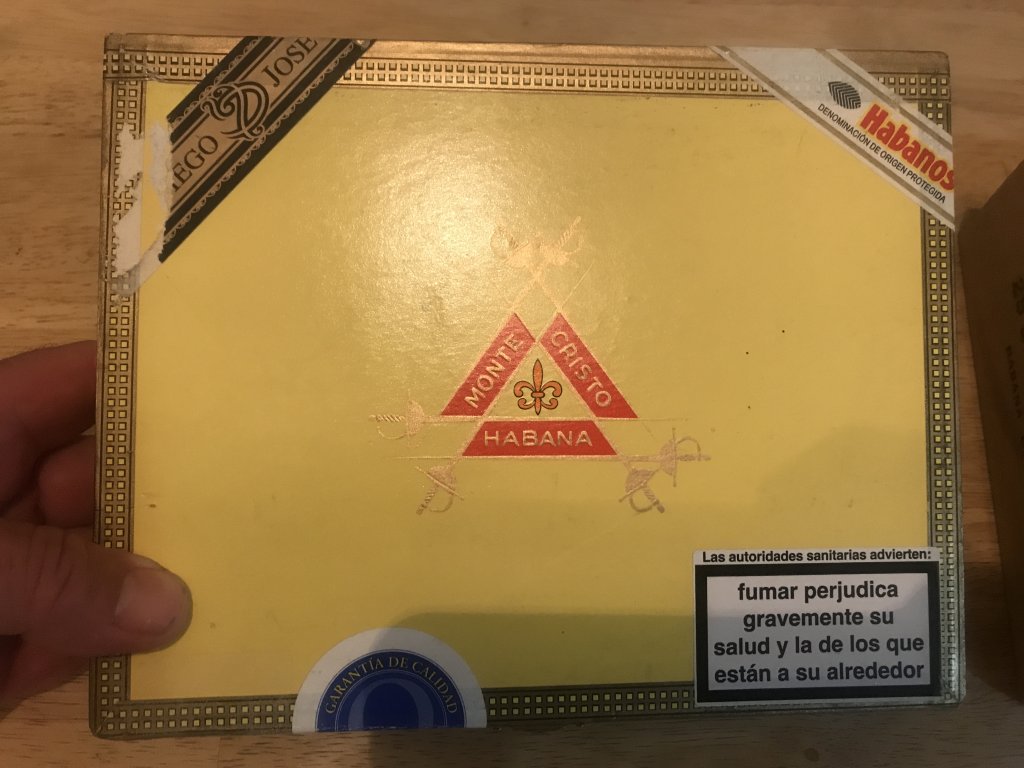 JOSE
D
Habanos
DENOMINACIÓN DE ORIGEN PROTEGIDA
MONTE
CRISTO
HABANA
Las autoridades sanitarias advierten:
fumar perjudica
gravemente su
salud y la de los que
están a su alrededor
GARANTÍA DE CALIDAD